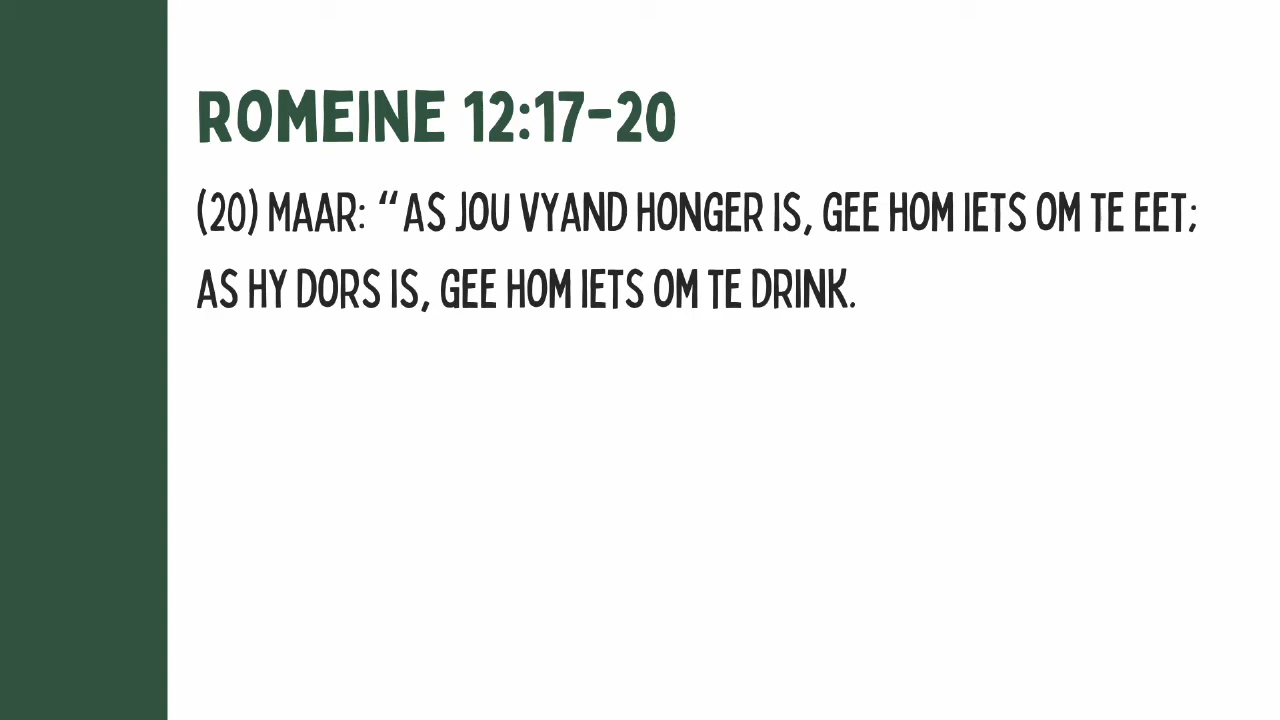 ROMEINE 12:17-20
(20) MAAR: “AS JOU VYAND HONGER IS, GEE HOM IETS OM TE EET;
AS HY DORS IS, GEE HOM IETS OM TE DRINK.